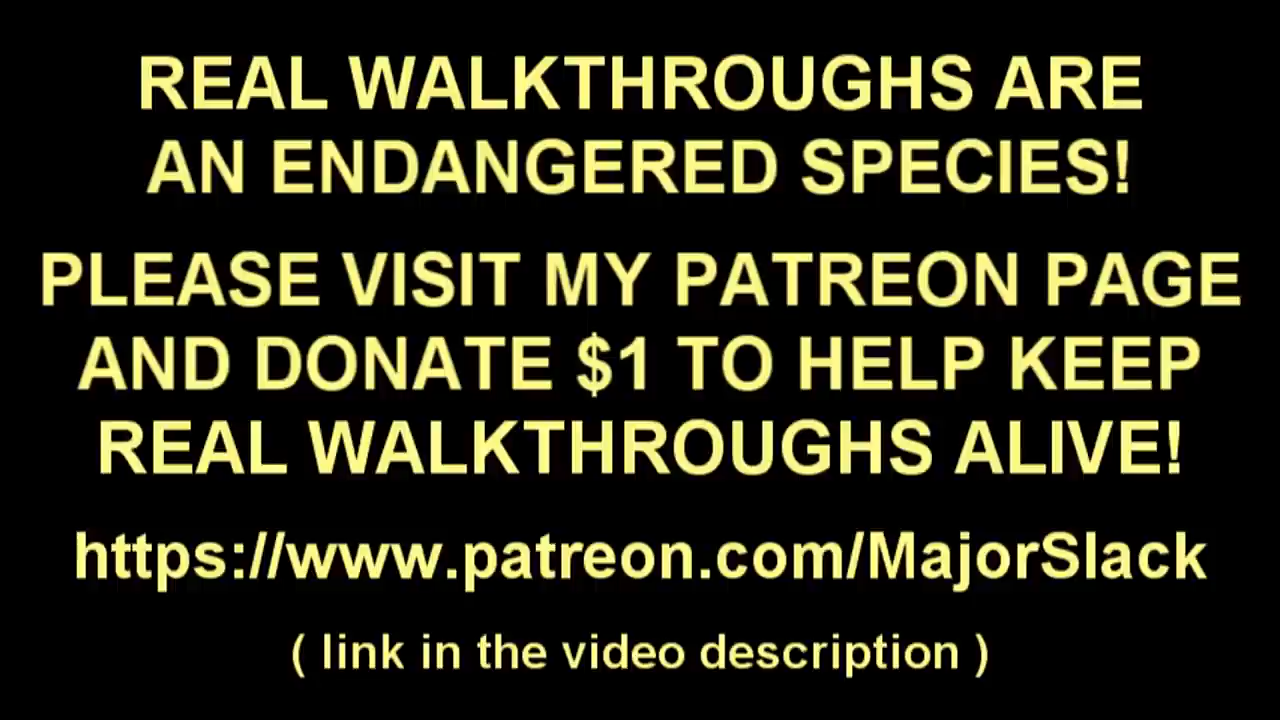 REAL WALKTHROUGHS ARE
AN ENDANGERED SPECIES!
PLEASE VISIT MY PATREON PAGE
AND DONATE $1 TO HELP KEEP
REAL WALKTHROUGHS ALIVE!
https://www.patreon.com/MajorSlack
( link in the video description )